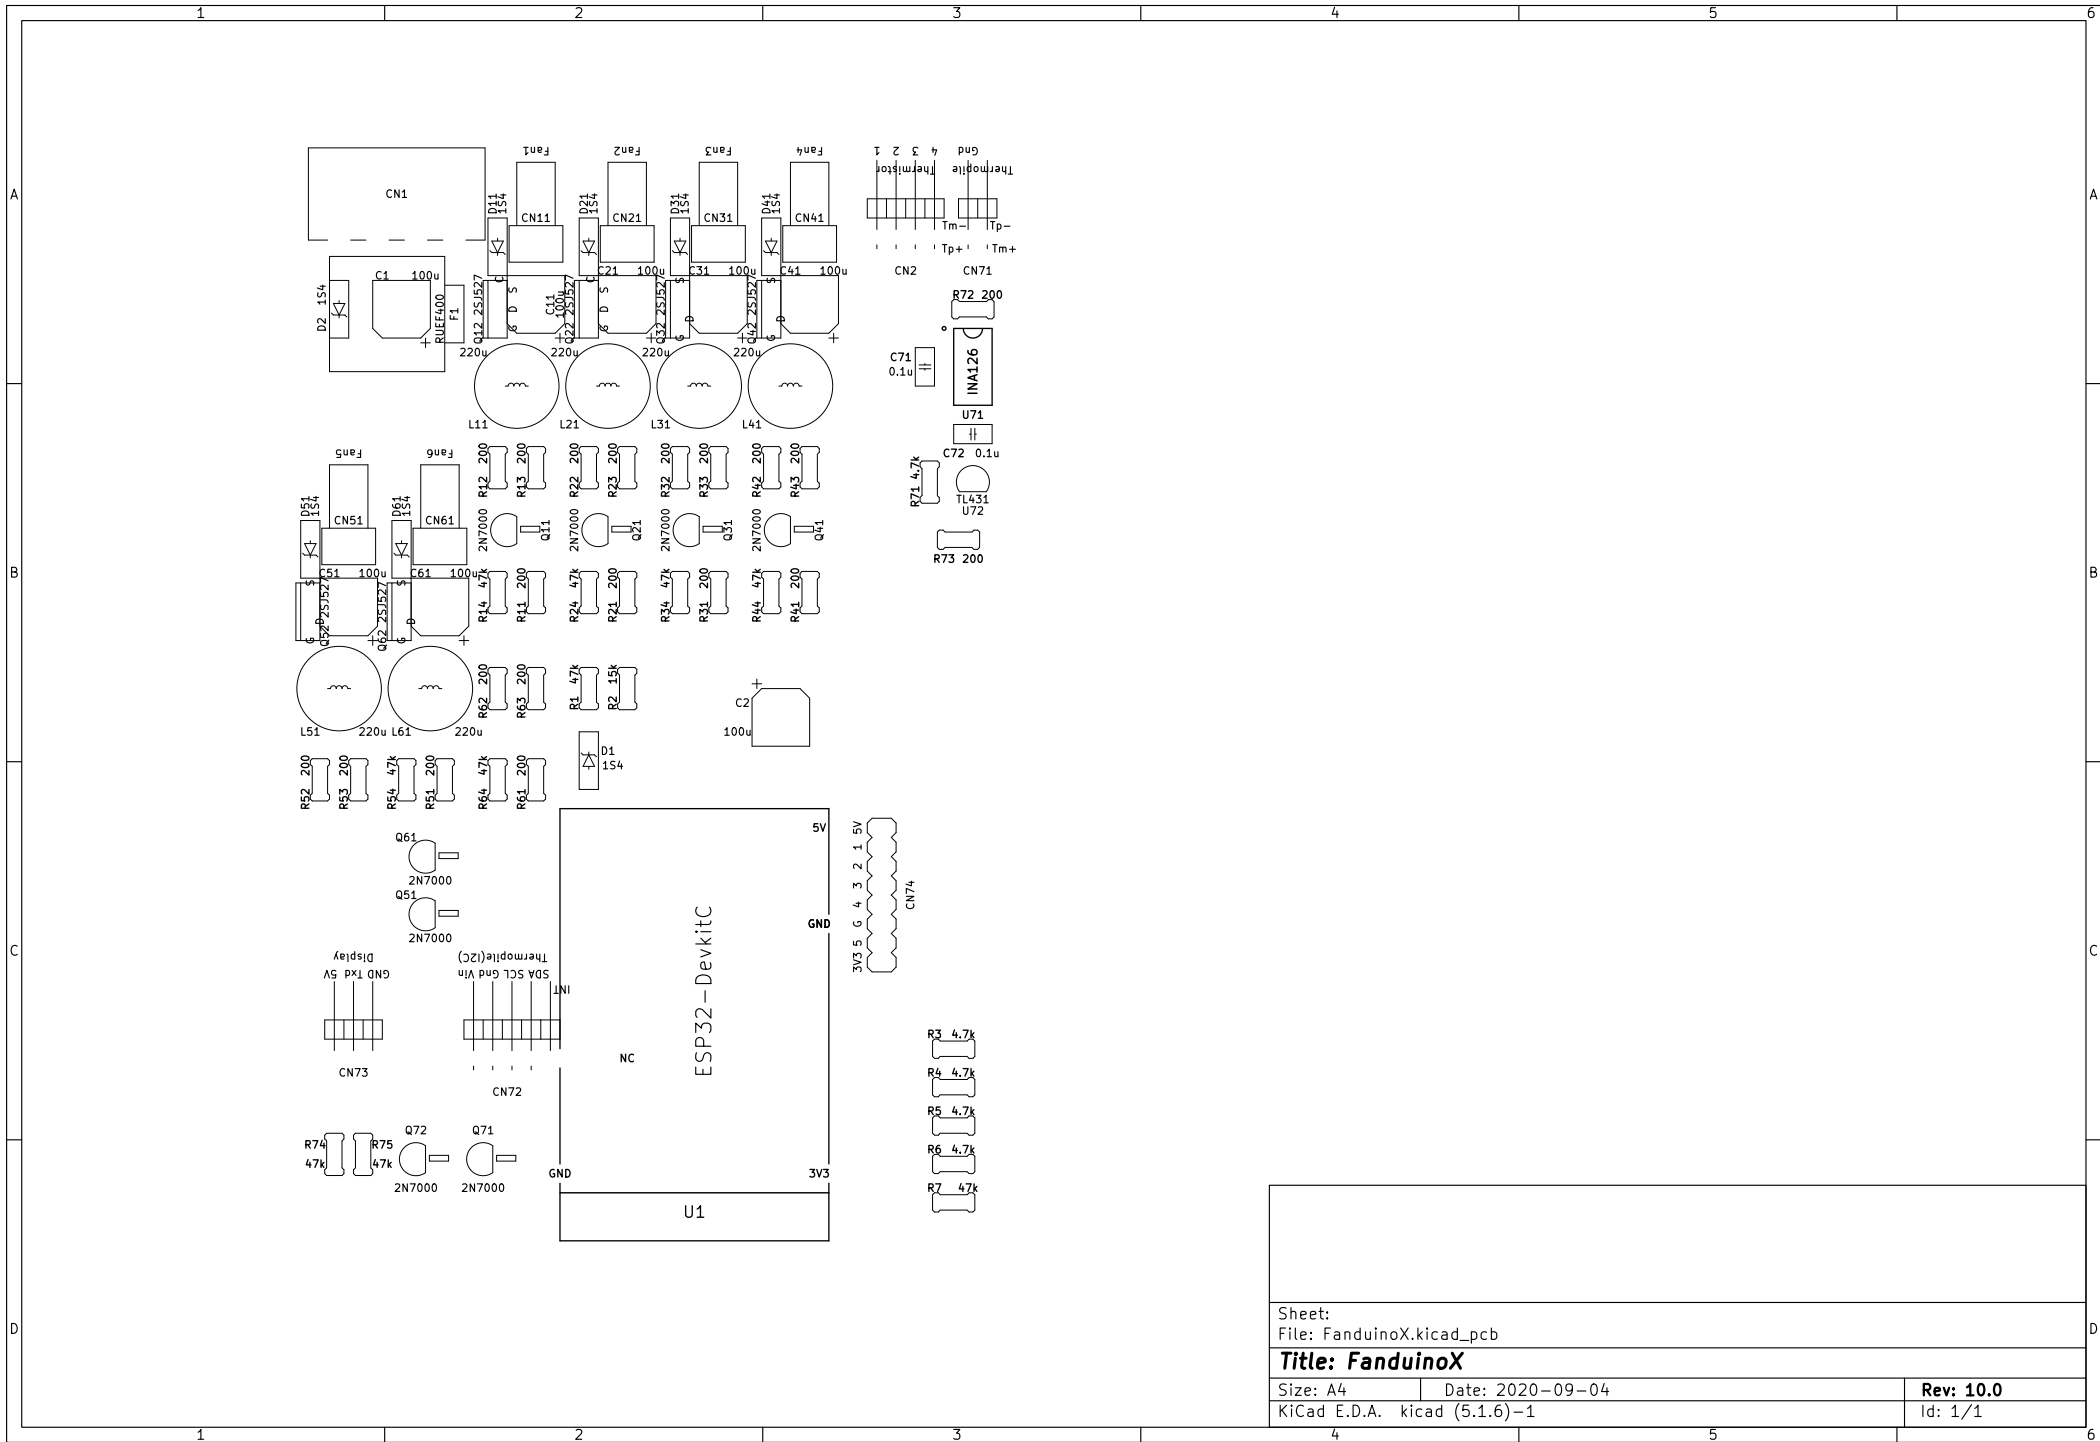 1 2 3 4 5 6
A
B
C
D
A
B
C
D
1 2 3 4 5 6
CN1
D2 1S4
C1 100u
RUEF400
F1
Fan1
D11
1S4
CN11
C
Q12 2SJ527
G D S
C11
100u
220u
L11
Fan2
D21
1S4
CN21
C
C21 100u
Q22 2SJ527
G D S
220u
L21
Fan3
D31
1S4
CN31
C31 100u
Q32 2SJ527
G D S
220u
L31
Fan4
D41
1S4
CN41
C41 100u
Q42 2SJ527
G D S
220u
L41
1 2 3 4
Thermistor
CN2
Gnd
Thermopile
Tm- Tp-
Tp+ Tm+
CN71
R72 200
C71
0.1u
INA126
U71
C72 0.1u
R71 4.7k
TL431
U72
R73 200
R12 200
R13 200
R22 200
R23 200
R32 200
R33 200
R42 200
R43 200
2N7000
Q11
2N7000
Q21
2N7000
Q31
2N7000
Q41
R14 47k
R11 200
R24 47k
R21 200
R34 47k
R31 200
R44 47k
R41 200
Fan5
D51
1S4
CN51
C51 100u
Q52 2SJ527
G D S
L51 220u
Fan6
D61
1S4
CN61
C61 100u
Q62 2SJ527
G D S
L61 220u
R62 200
R63 200
R1 47k
R2 15k
C2
100u
D1
1S4
R52 200
R53 200
R54 47k
R51 200
R64 47k
R61 200
Q61
2N7000
Q51
2N7000
Display
GND Txd 5V
CN73
Thermopile(I2C)
SDA SCL Gnd Vin
INT
CN72
5V
GND
ESP32-DevkitC
NC
GND
3V3
U1
3V3 5 G 4 3 2 1 5V
CN74
R3 4.7k
R4 4.7k
R5 4.7k
R6 4.7k
R7 47k
R74
47k
R75
47k
Q72
2N7000
Q71
2N7000
Sheet:
File: FanduinoX.kicad_pcb
Title: FanduinoX
Size: A4 Date: 2020-09-04 Rev: 10.0
KiCad E.D.A. kicad (5.1.6)-1 Id: 1/1